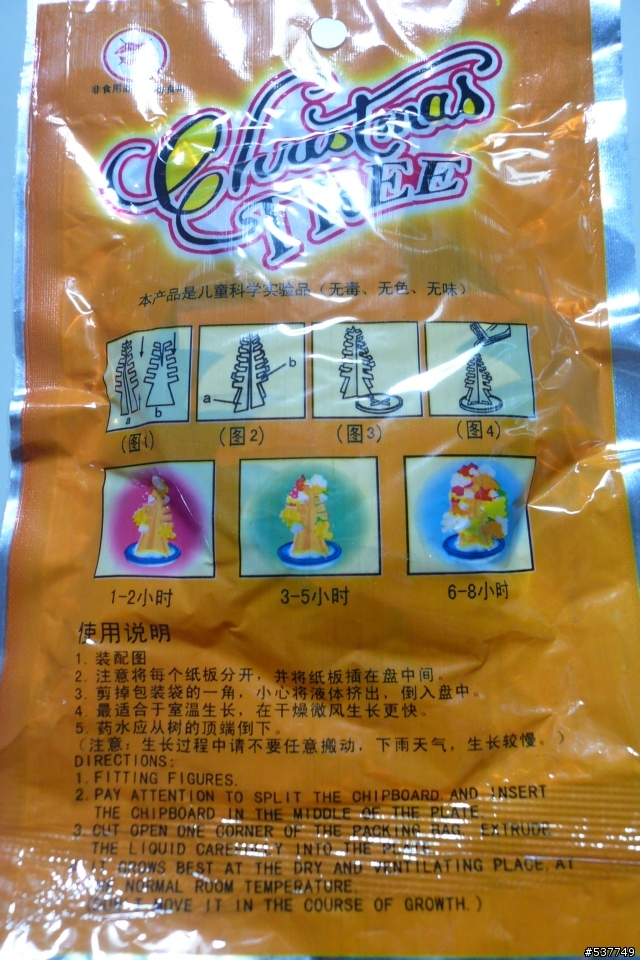 非食用
Christmas
TREE
本产品是儿童科学实验品（无毒、无色、无味）
a
b
a
b
(图1)
(图2)
(图3)
(图4)
1-2小时
3-5小时
6-8小时
使用说明
1. 装配图
2. 注意将每个纸板分开，并将纸板插在盘中间。
3. 剪掉包装袋的一角，小心将液体挤出，倒入盘中。
4. 最适合于室温生长，在干燥微风生长更快。
5. 药水应从树的顶端倒下。
（注意：生长过程中请不要任意搬动，下雨天气，生长较慢。）
DIRECTIONS:
1. FITTING FIGURES.
2. PAY ATTENTION TO SPLIT THE CHIPBOARD AND INSERT
THE CHIPBOARD IN THE MIDDLE OF THE PLATE.
3. CUT OPEN ONE CORNER OF THE PACKING BAG EXTRUDE
THE LIQUID CAREFULLY INTO THE PLATE.
IT GROWS BEST AT THE DRY AND VENTILATING PLACE, AT
NORMAL ROOM TEMPERATURE.
(DON'T MOVE IT IN THE COURSE OF GROWTH.)
#537749